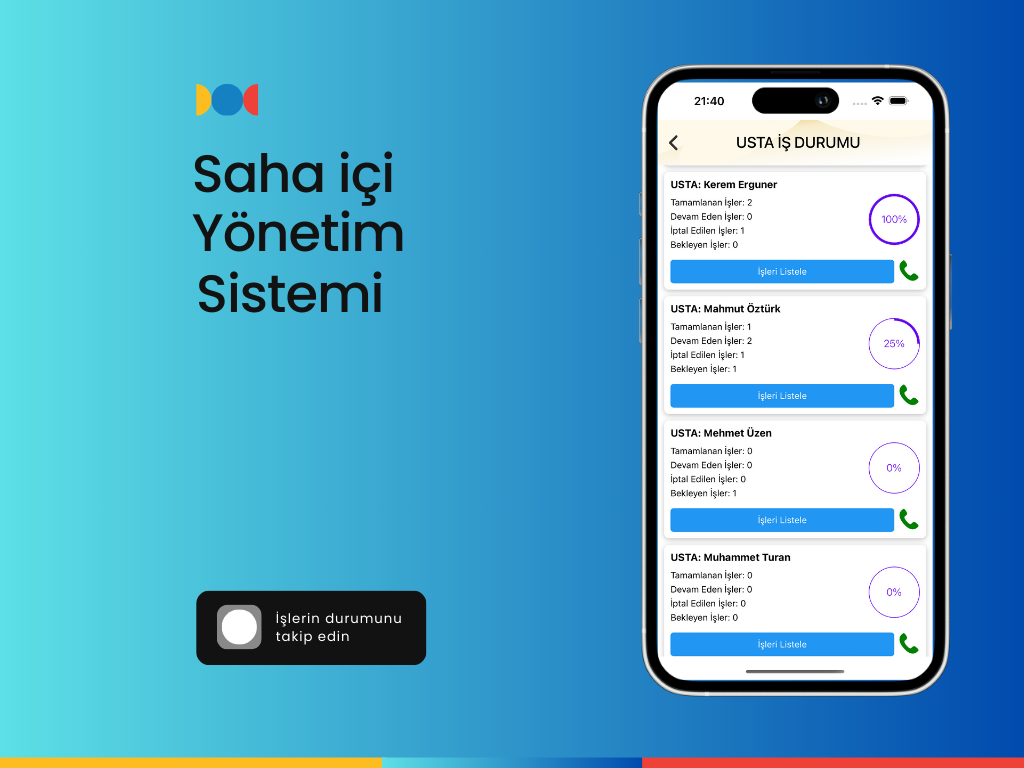 Saha içi
Yönetim
Sistemi
İşlerin durumunu
takip edin
21:40
USTA İŞ DURUMU
USTA: Kerem Erguner
Tamamlanan İşler: 2
Devam Eden İşler: 0
İptal Edilen İşler: 1
Bekleyen İşler: 0
100%
İşleri Listele
USTA: Mahmut Öztürk
Tamamlanan İşler: 1
Devam Eden İşler: 2
İptal Edilen İşler: 1
Bekleyen İşler: 1
25%
İşleri Listele
USTA: Mehmet Üzen
Tamamlanan İşler: 0
Devam Eden İşler: 0
İptal Edilen İşler: 0
Bekleyen İşler: 1
0%
İşleri Listele
USTA: Muhammet Turan
Tamamlanan İşler: 0
Devam Eden İşler: 0
İptal Edilen İşler: 0
Bekleyen İşler: 0
0%
İşleri Listele